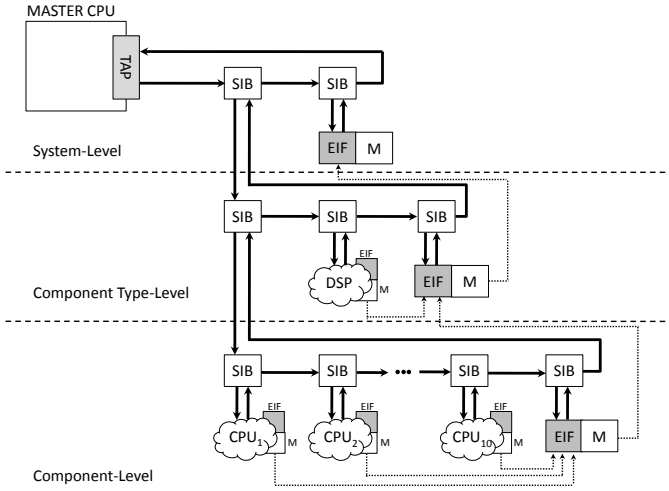 MASTER CPU
TAP
SIB SIB
EIF M
System-Level
SIB SIB SIB
EIF
DSP M EIF M
Component Type-Level
SIB SIB ••• SIB SIB
EIF EIF EIF
CPU1 M CPU2 M CPU10 M EIF M
Component-Level